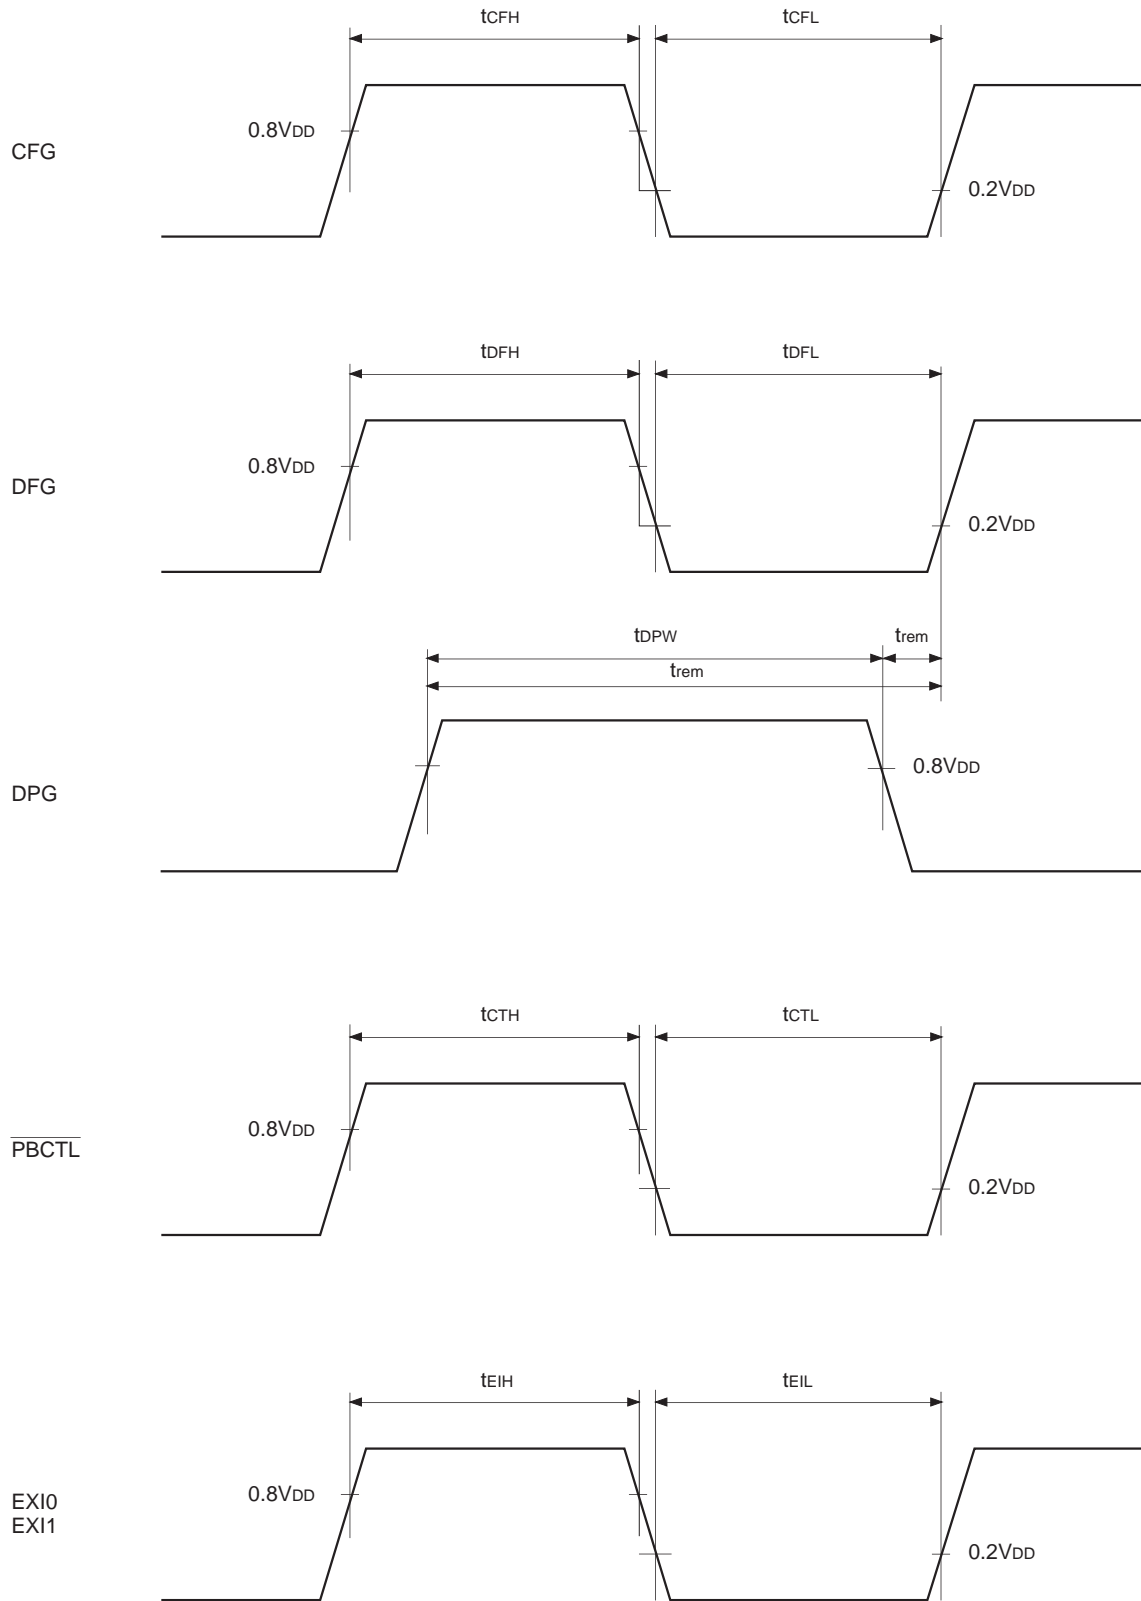 tCFH tCFL
0.8VDD
CFG
0.2VDD
tDFH tDFL
0.8VDD
DFG
0.2VDD
tDPW trem
trem
0.8VDD
DPG
tCTH tCTL
0.8VDD
PBCTL
0.2VDD
tEIH tEIL
0.8VDD
EXI0
EXI1
0.2VDD